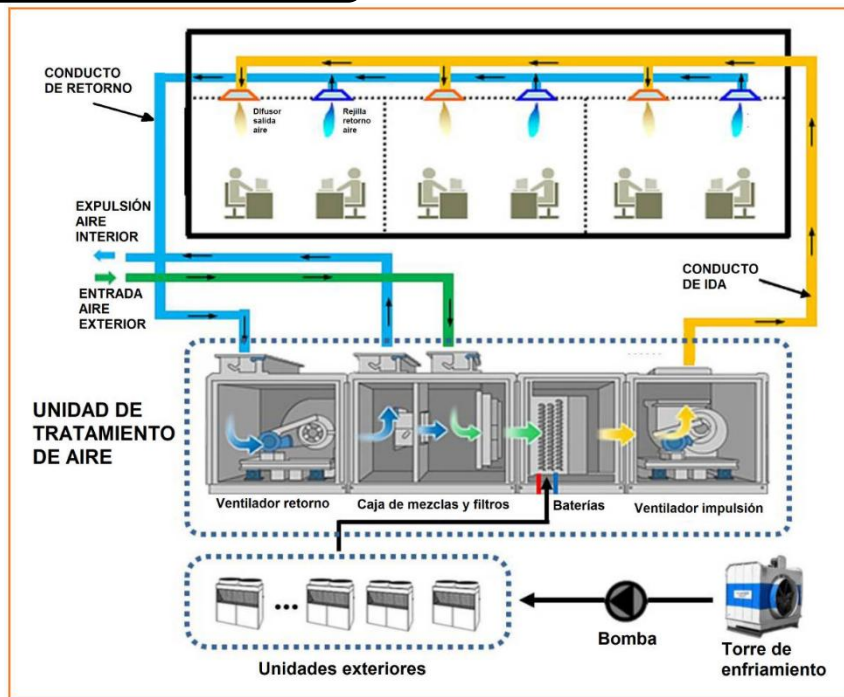 CONDUCTO
DE RETORNO
Difusor
salida
aire
Rejilla
retorno
aire
EXPULSIÓN
AIRE
INTERIOR
ENTRADA
AIRE
EXTERIOR
CONDUCTO
DE IDA
UNIDAD DE
TRATAMIENTO
DE AIRE
Ventilador retorno
Caja de mezclas y filtros
Baterías
Ventilador impulsión
Unidades exteriores
Bomba
Torre de
enfriamiento